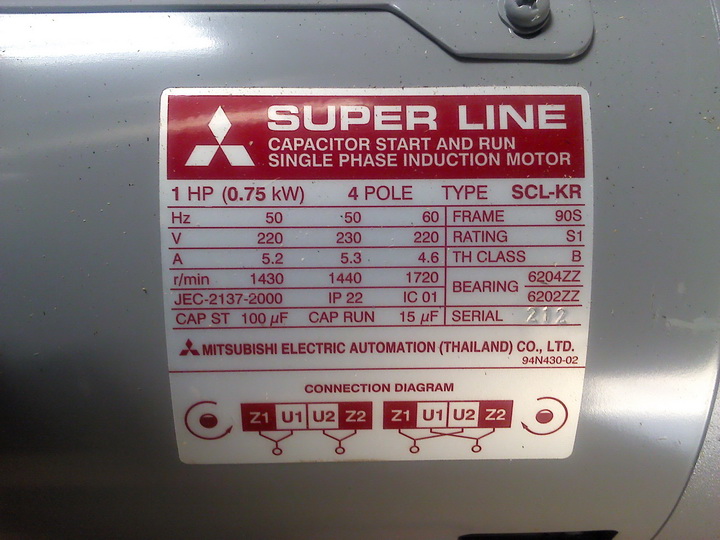 SUPER LINE
CAPACITOR START AND RUN
SINGLE PHASE INDUCTION MOTOR
1 HP (0.75 kW) 4 POLE TYPE SCL-KR
Hz 50 50 60 FRAME 90S
V 220 230 220 RATING S1
A 5.2 5.3 4.6 TH CLASS B
r/min 1430 1440 1720 BEARING 6204ZZ
JEC-2137-2000 IP 22 IC 01 6202ZZ
CAP ST 100 µF CAP RUN 15 µF SERIAL 212
MITSUBISHI ELECTRIC AUTOMATION (THAILAND) CO., LTD.
94N430-02
CONNECTION DIAGRAM
Z1 U1 U2 Z2 Z1 U1 U2 Z2